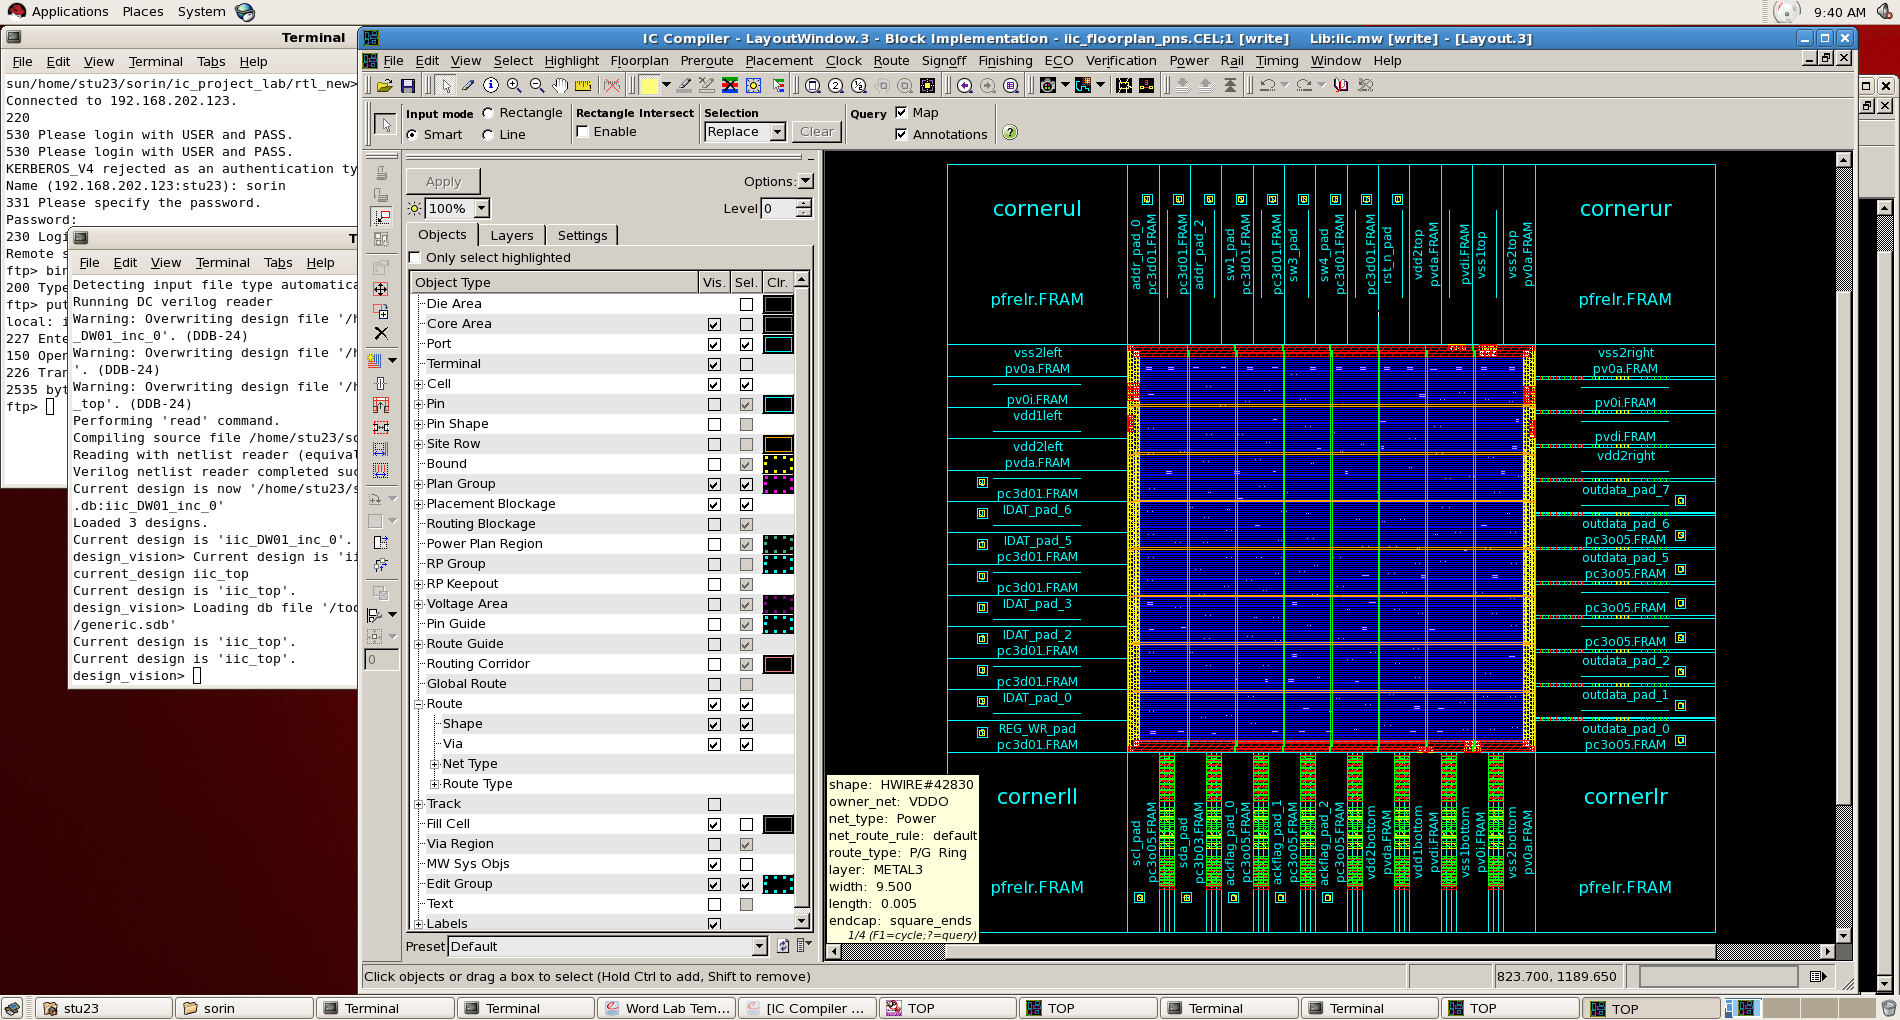 Applications Places System
9:40 AM
Terminal
File Edit View Terminal Tabs Help
sun/home/stu23/sorin/ic_project_lab/rtl_new>
Connected to 192.168.202.123.
220
530 Please login with USER and PASS.
530 Please login with USER and PASS.
KERBEROS_V4 rejected as an authentication ty
Name (192.168.202.123:stu23): sorin
331 Please specify the password.
Password:
230 Logi
Remote s
ftp> bin
200 Type
ftp> put
local: i
227 Ente
150 Open
226 Tran
2535 byt
ftp>
T
File Edit View Terminal Tabs Help
Detecting input file type automatica
Running DC verilog reader
Warning: Overwriting design file '/h
_DW01_inc_0'. (DDB-24)
Warning: Overwriting design file '/h
'. (DDB-24)
Warning: Overwriting design file '/h
_top'. (DDB-24)
Performing 'read' command.
Compiling source file /home/stu23/so
Reading with netlist reader (equival
Verilog netlist reader completed suc
Current design is now '/home/stu23/s
.db:iic_DW01_inc_0'
Loaded 3 designs.
Current design is 'iic_DW01_inc_0'.
design_vision> Current design is 'ii
current_design iic_top
Current design is 'iic_top'.
design_vision> Loading db file '/too
/generic.sdb'
Current design is 'iic_top'.
Current design is 'iic_top'.
design_vision>
IC Compiler - LayoutWindow.3 - Block Implementation - iic_floorplan_pns.CEL;1 [write] Lib:iic.mw [write] - [Layout.3]
File Edit View Select Highlight Floorplan Preroute Placement Clock Route Signoff Finishing ECO Verification Power Rail Timing Window Help
Input mode Rectangle
Smart Line
Rectangle Intersect
Enable
Selection
Replace Clear
Query Map
Annotations
Apply Options:
100% Level 0
Objects Layers Settings
Only select highlighted
Object Type Vis. Sel. Clr.
Die Area
Core Area
Port
Terminal
Cell
Pin
Pin Shape
Site Row
Bound
Plan Group
Placement Blockage
Routing Blockage
Power Plan Region
RP Group
RP Keepout
Voltage Area
Pin Guide
Route Guide
Routing Corridor
Global Route
Route
Shape
Via
Net Type
Route Type
Track
Fill Cell
Via Region
MW Sys Objs
Edit Group
Text
Labels
Preset Default
0
cornerul
pfrelr.FRAM
addr_pad_0
pc3d01.FRAM
pc3d01.FRAM
addr_pad_2
pc3d01.FRAM
sw1_pad
pc3d01.FRAM
pc3d01.FRAM
sw3_pad
pc3d01.FRAM
sw4_pad
pc3d01.FRAM
pc3d01.FRAM
rst_n_pad
vdd2top
pvda.FRAM
pvdi.FRAM
vss1top
vss2top
pv0a.FRAM
cornerur
pfrelr.FRAM
vss2left
pv0a.FRAM
pv0i.FRAM
vdd1left
vdd2left
pvda.FRAM
pc3d01.FRAM
IDAT_pad_6
IDAT_pad_5
pc3d01.FRAM
pc3d01.FRAM
IDAT_pad_3
IDAT_pad_2
pc3d01.FRAM
pc3d01.FRAM
IDAT_pad_0
REG_WR_pad
pc3d01.FRAM
vss2right
pv0a.FRAM
pv0i.FRAM
pvdi.FRAM
vdd2right
outdata_pad_7
outdata_pad_6
pc3o05.FRAM
outdata_pad_5
pc3o05.FRAM
pc3o05.FRAM
pc3o05.FRAM
outdata_pad_2
outdata_pad_1
outdata_pad_0
pc3o05.FRAM
cornerll
pfrelr.FRAM
scl_pad
pc3o05.FRAM
sda_pad
pc3b03.FRAM
ackflag_pad_0
pc3o05.FRAM
ackflag_pad_1
pc3o05.FRAM
ackflag_pad_2
pc3o05.FRAM
vdd2bottom
pvda.FRAM
vdd1bottom
pvdi.FRAM
vss1bottom
pv0i.FRAM
vss2bottom
pv0a.FRAM
cornerlr
pfrelr.FRAM
shape: HWIRE#42830
owner_net: VDDO
net_type: Power
net_route_rule: default
route_type: P/G Ring
layer: METAL3
width: 9.500
length: 0.005
endcap: square_ends
1/4 (F1=cycle;?=query)
Click objects or drag a box to select (Hold Ctrl to add, Shift to remove)
823.700, 1189.650
stu23 sorin Terminal Terminal Word Lab Tem... [IC Compiler ... TOP TOP Terminal Terminal TOP TOP